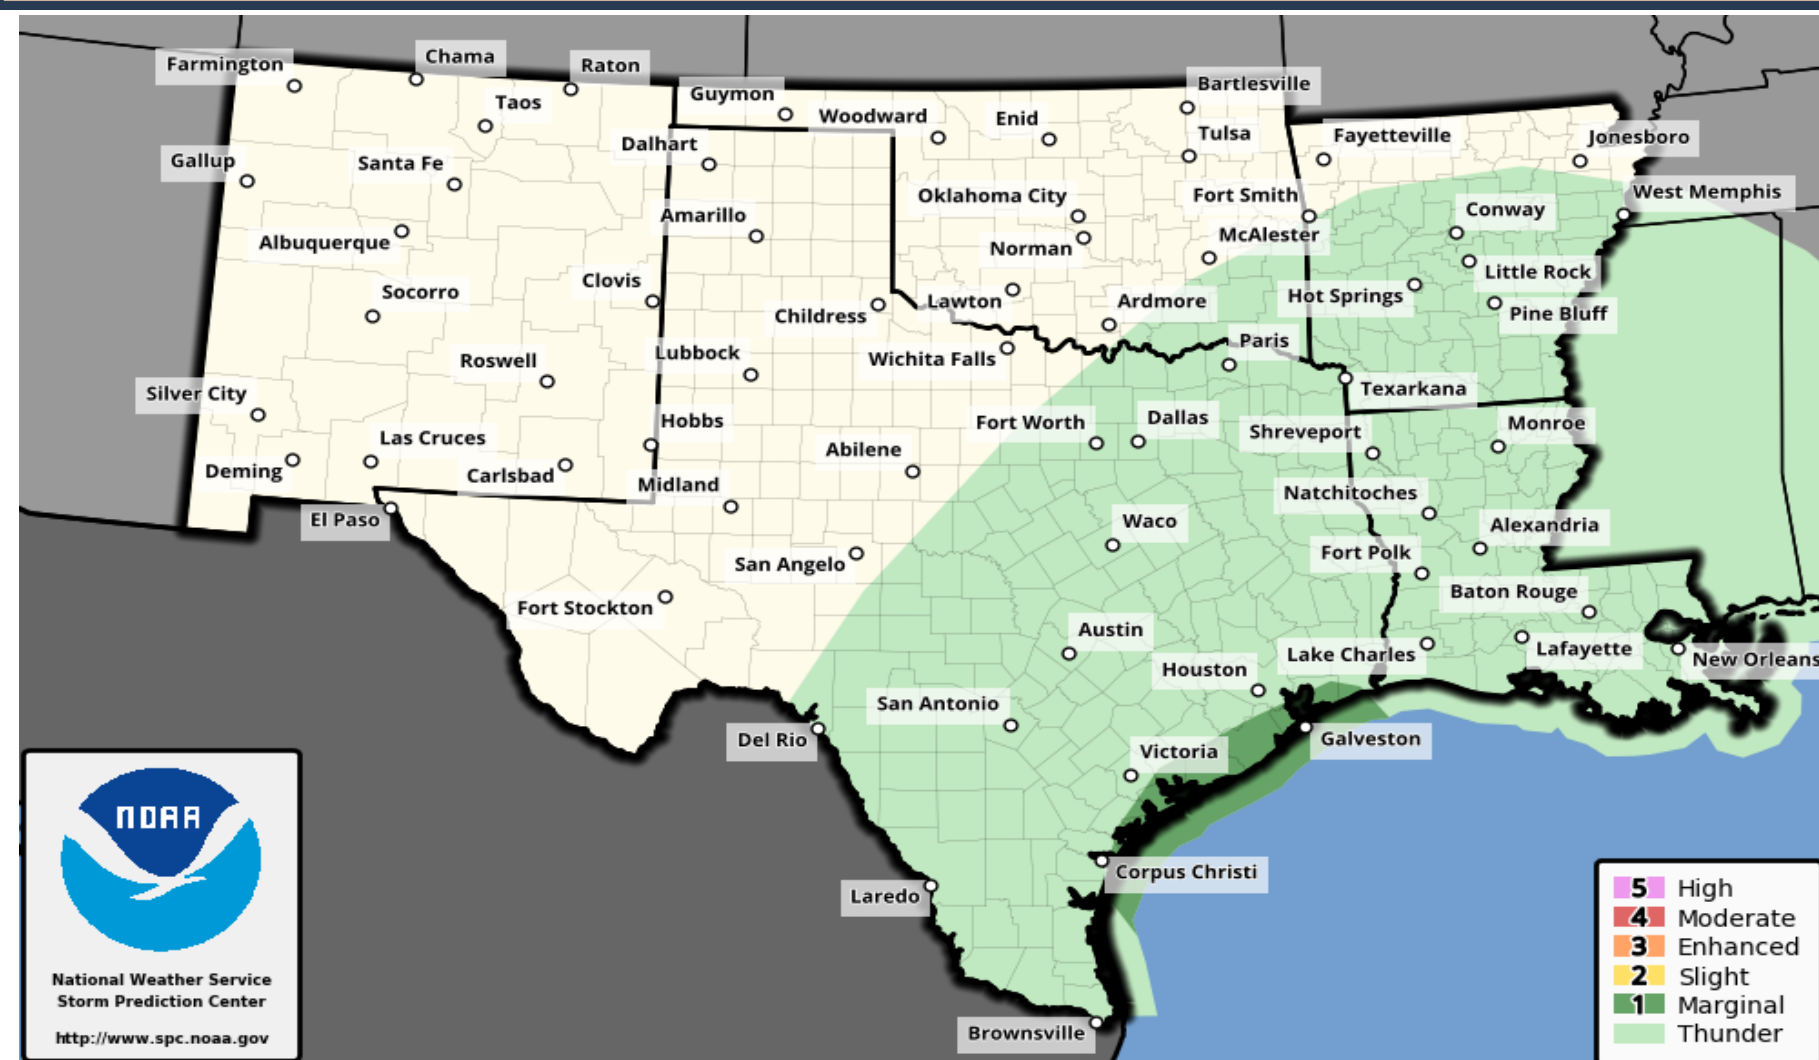 Farmington
Chama
Raton
Taos
Guymon
Woodward
Enid
Bartlesville
Tulsa
Fayetteville
Jonesboro
Gallup
Santa Fe
Dalhart
Oklahoma City
Fort Smith
Conway
West Memphis
Albuquerque
Amarillo
Norman
McAlester
Socorro
Clovis
Childress
Lawton
Ardmore
Hot Springs
Little Rock
Pine Bluff
Roswell
Lubbock
Wichita Falls
Paris
Texarkana
Silver City
Las Cruces
Hobbs
Fort Worth
Dallas
Shreveport
Monroe
Deming
Carlsbad
Midland
Abilene
Natchitoches
El Paso
Waco
Alexandria
San Angelo
Fort Polk
Fort Stockton
Baton Rouge
Austin
Houston
Lake Charles
Lafayette
New Orleans
San Antonio
Del Rio
Victoria
Galveston
Corpus Christi
Laredo
Brownsville
NOAA
National Weather Service
Storm Prediction Center
http://www.spc.noaa.gov
5 High
4 Moderate
3 Enhanced
2 Slight
1 Marginal
Thunder